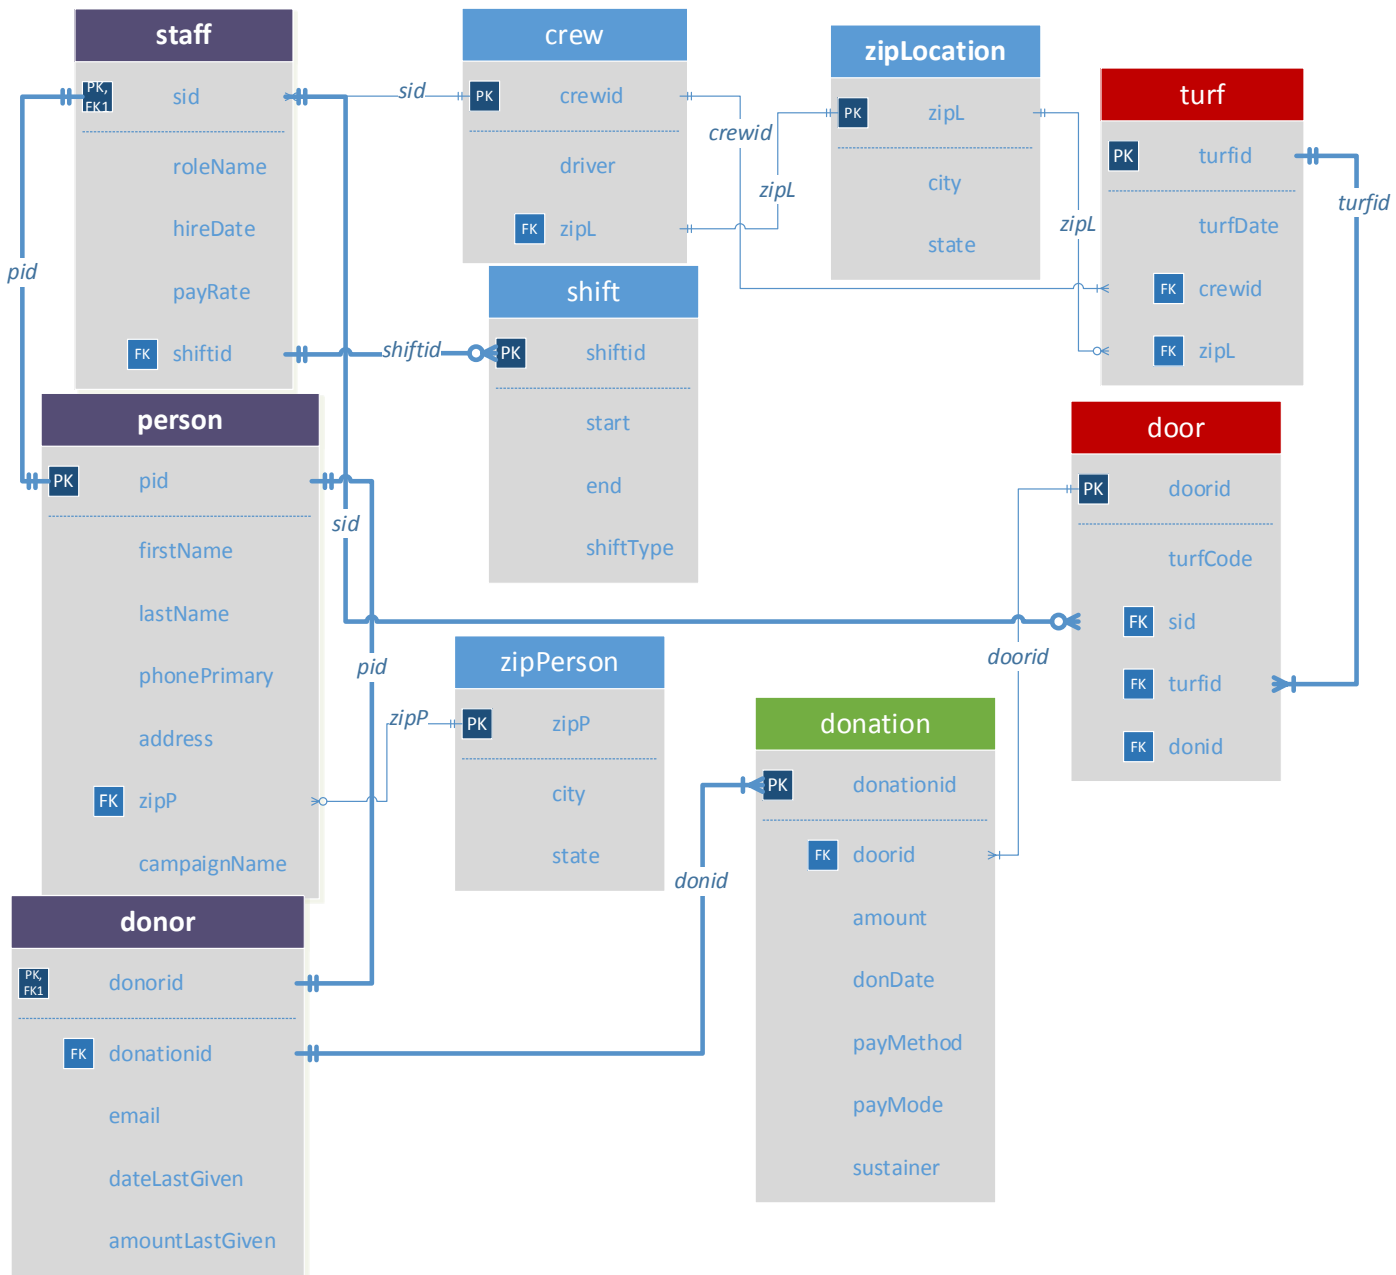 staff
PK, FK1 sid
roleName
hireDate
payRate
FK shiftid
crew
PK crewid
driver
FK zipL
zipLocation
PK zipL
city
state
turf
PK turfid
turfDate
FK crewid
FK zipL
shift
PK shiftid
start
end
shiftType
person
PK pid
firstName
lastName
phonePrimary
address
FK zipP
campaignName
door
PK doorid
turfCode
FK sid
FK turfid
FK donid
zipPerson
PK zipP
city
state
donation
PK donationid
FK doorid
amount
donDate
payMethod
payMode
sustainer
donor
PK, FK1 donorid
FK donationid
email
dateLastGiven
amountLastGiven
sid
crewid
zipL
zipL
turfid
pid
shiftid
sid
pid
zipP
doorid
donid